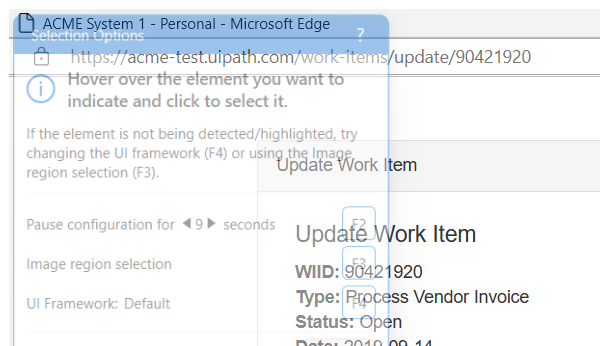 ACME System 1 - Personal - Microsoft Edge
Selection Options ?
https://acme-test.uipath.com/work-items/update/90421920
Hover over the element you want to
indicate and click to select it.
If the element is not being detected/highlighted, try
changing the UI framework (F4) or using the Image
region selection (F3).
Update Work Item
Pause configuration for 9 seconds F2
Update Work Item
Image region selection F3
WIID: 90421920
Type: Process Vendor Invoice
UI Framework: Default F4
Status: Open
Date: 2019-09-14